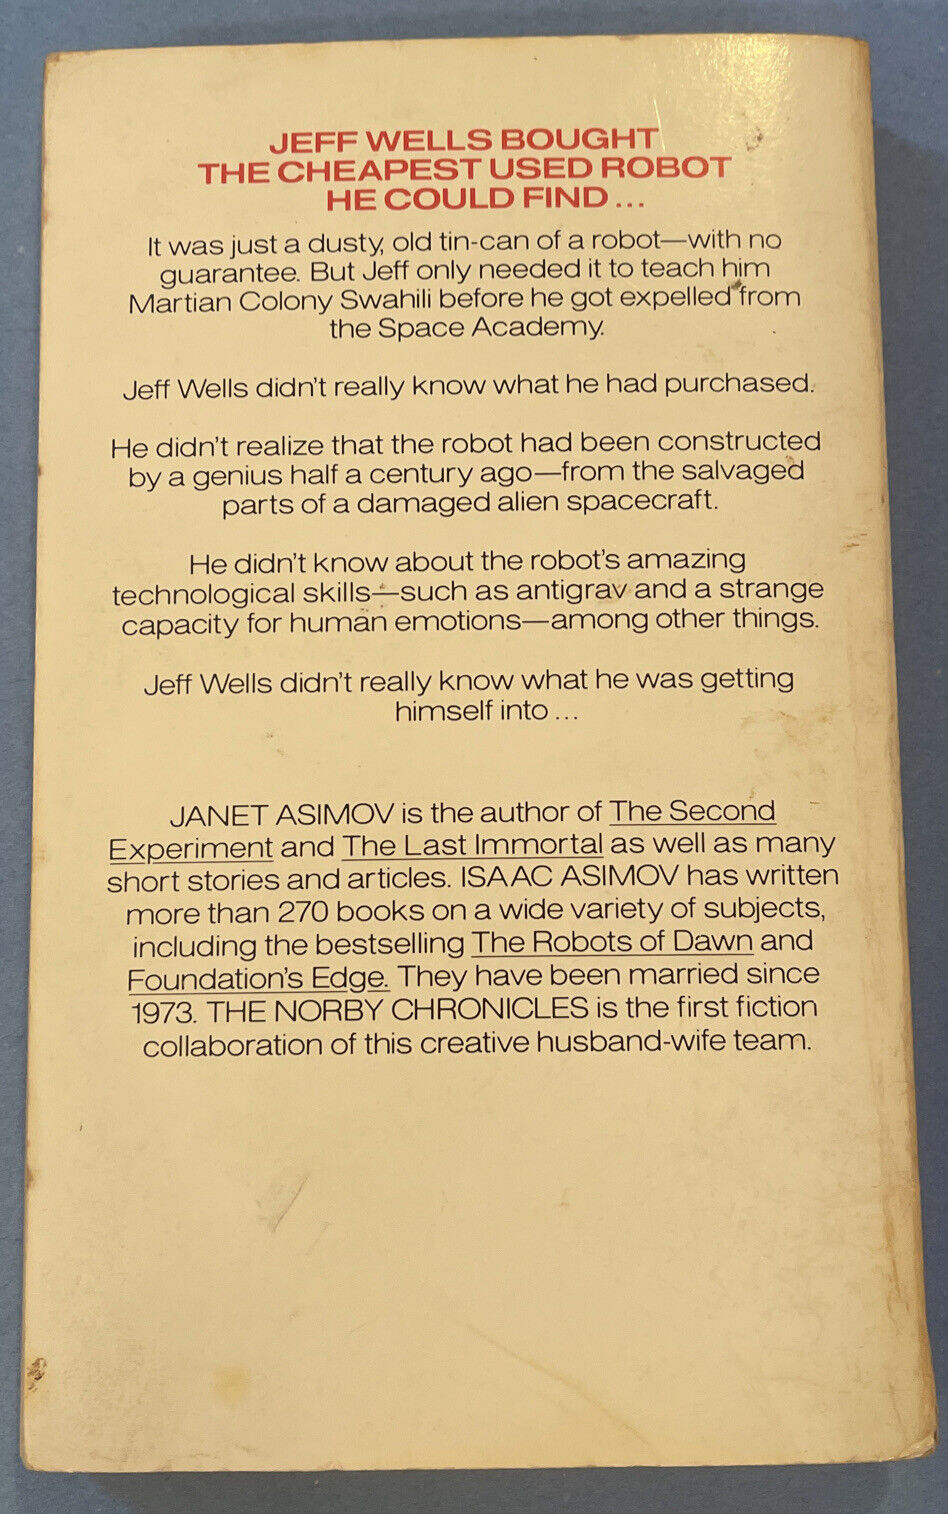 JEFF WELLS BOUGHT
THE CHEAPEST USED ROBOT
HE COULD FIND...
It was just a dusty, old tin-can of a robot—with no
guarantee. But Jeff only needed it to teach him
Martian Colony Swahili before he got expelled from
the Space Academy.
Jeff Wells didn't really know what he had purchased.
He didn't realize that the robot had been constructed
by a genius half a century ago—from the salvaged
parts of a damaged alien spacecraft.
He didn't know about the robot's amazing
technological skills—such as antigrav and a strange
capacity for human emotions—among other things.
Jeff Wells didn't really know what he was getting
himself into...
JANET ASIMOV is the author of The Second
Experiment and The Last Immortal as well as many
short stories and articles. ISAAC ASIMOV has written
more than 270 books on a wide variety of subjects,
including the bestselling The Robots of Dawn and
Foundation's Edge. They have been married since
1973. THE NORBY CHRONICLES is the first fiction
collaboration of this creative husband-wife team.